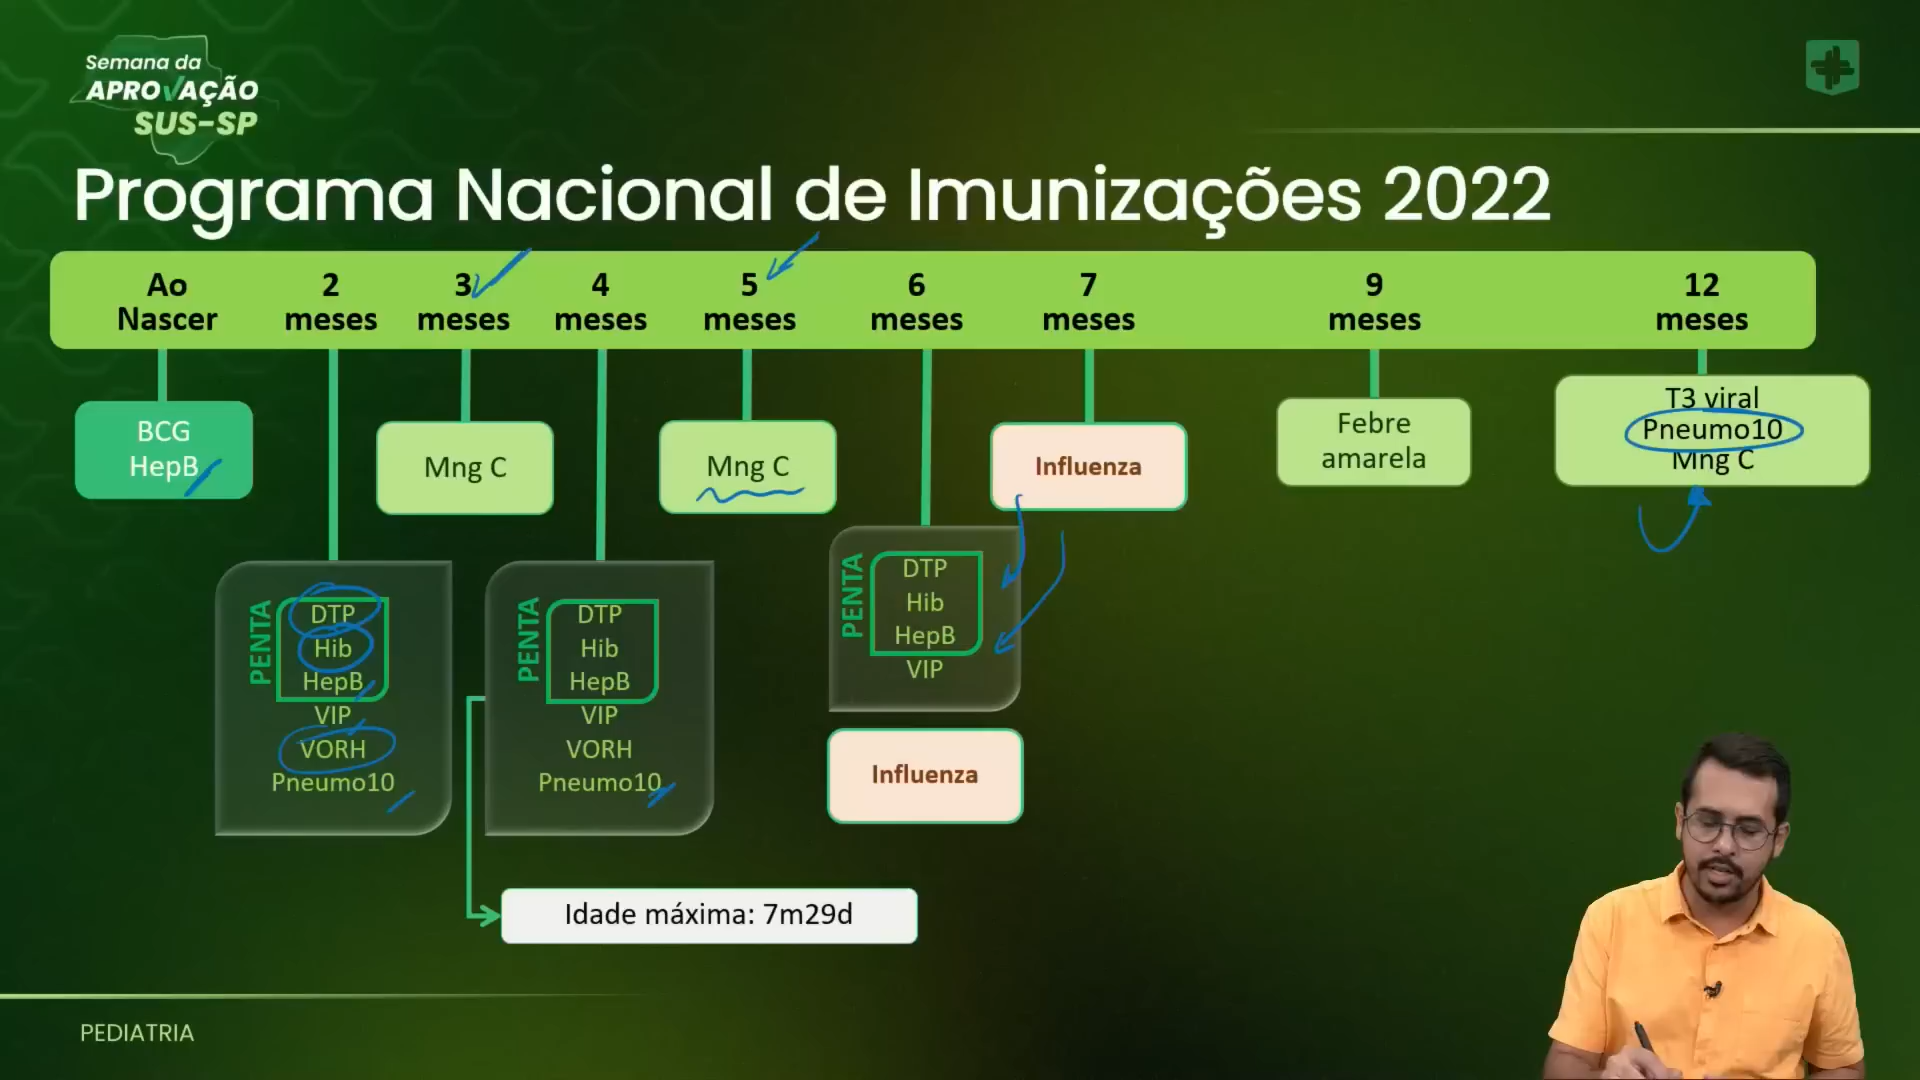 Semana da
APROVAÇÃO
SUS-SP
Programa Nacional de Imunizações 2022
Ao
Nascer
2
meses
3
meses
4
meses
5
meses
6
meses
7
meses
9
meses
12
meses
BCG
HepB
Mng C
Mng C
Influenza
Febre
amarela
T3 viral
Pneumo10
Mng C
PENTA
DTP
Hib
HepB
VIP
VORH
Pneumo10
PENTA
DTP
Hib
HepB
VIP
VORH
Pneumo10
PENTA
DTP
Hib
HepB
VIP
Influenza
Idade máxima: 7m29d
PEDIATRIA